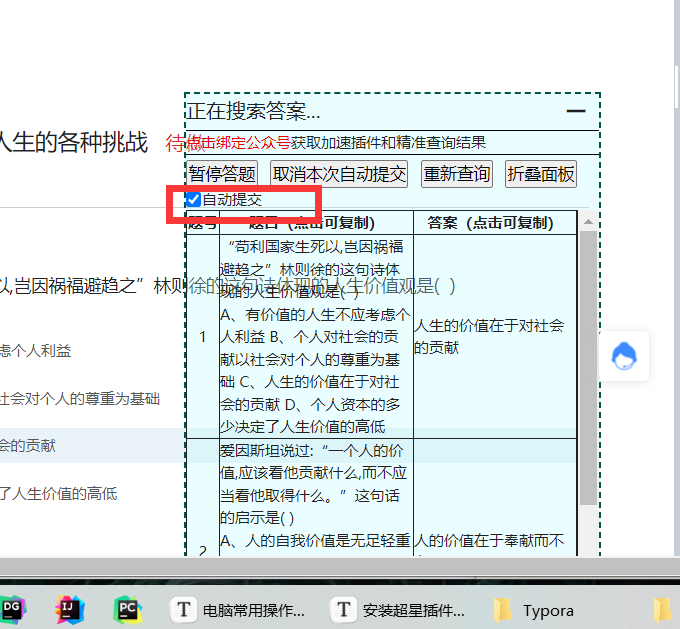 正在搜索答案...
人生的各种挑战
点击绑定公众号获取加速插件和精准查询结果
暂停答题 取消本次自动提交 重新查询 折叠面板
自动提交
题号 题目（点击可复制） 答案（点击可复制）
以,岂因祸福避趋之”林则徐的这句诗体现的人生价值观是( )
“苟利国家生死以,岂因祸福
避趋之”林则徐的这句诗体
现的人生价值观是( )
A、有价值的人生不应考虑个
1
人利益 B、个人对社会的贡
献以社会对个人的尊重为基
础 C、人生的价值在于对社
会的贡献 D、个人资本的多
少决定了人生价值的高低
人生的价值在于对社会
的贡献
虑个人利益
社会对个人的尊重为基础
会的贡献
了人生价值的高低
爱因斯坦说过:“一个人的价
值,应该看他贡献什么,而不应
当看他取得什么。”这句话
的启示是( )
2
A、人的自我价值是无足轻重
人的价值在于奉献而不
DG
IJ
PC
T 电脑常用操作...
T 安装超星插件...
Typora